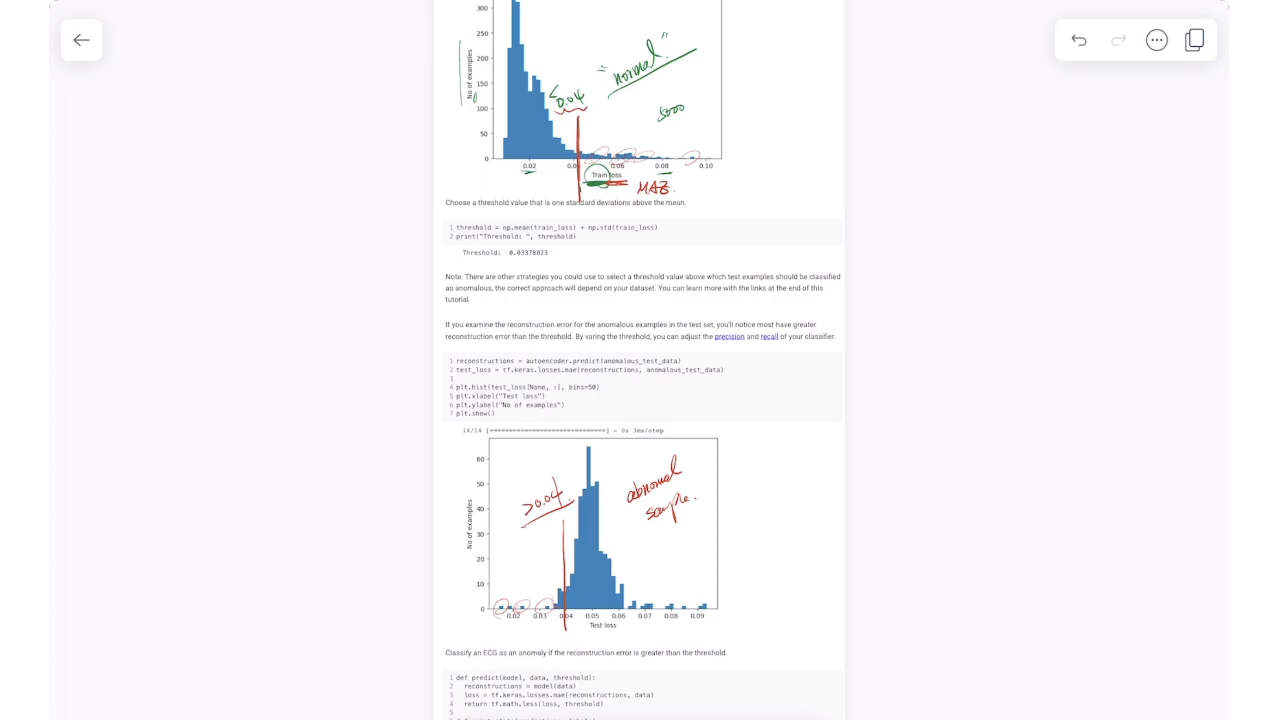 300
250
200
150
100
50
0
No of examples
0.02
0.06
0.08
0.10
Train loss
<0.04
= "normal"
5000
MAE.
Choose a threshold value that is one standard deviations above the mean.
1 threshold = np.mean(train_loss) + np.std(train_loss)
2 print("Threshold: ", threshold)
Threshold:  0.03378023
Note: There are other strategies you could use to select a threshold value above which test examples should be classified
as anomalous, the correct approach will depend on your dataset. You can learn more with the links at the end of this
tutorial.
If you examine the reconstruction error for the anomalous examples in the test set, you'll notice most have greater
reconstruction error than the threshold. By varing the threshold, you can adjust the precision and recall of your classifier.
1 reconstructions = autoencoder.predict(anomalous_test_data)
2 test_loss = tf.keras.losses.mae(reconstructions, anomalous_test_data)
3
4 plt.hist(test_loss[None, :], bins=50)
5 plt.xlabel("Test loss")
6 plt.ylabel("No of examples")
7 plt.show()
14/14 [==============================] - 0s 3ms/step
60
50
40
30
20
10
0
No of examples
0.02
0.03
0.04
0.05
0.06
0.07
0.08
0.09
Test loss
>0.04
abnormal
sample.
Classify an ECG as an anomaly if the reconstruction error is greater than the threshold.
1 def predict(model, data, threshold):
2   reconstructions = model(data)
3   loss = tf.keras.losses.mae(reconstructions, data)
4   return tf.math.less(loss, threshold)
5